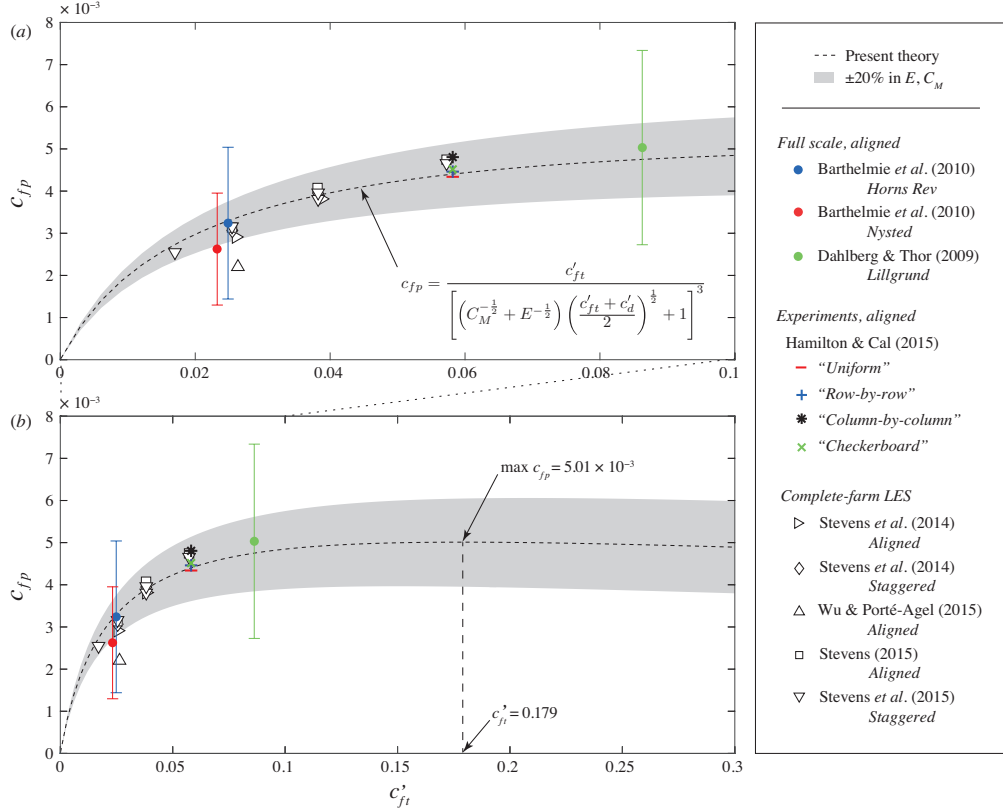 (a)
× 10⁻³
8
7
6
5
4
3
2
1
0
c_fp
0
0.02
0.04
0.06
0.08
0.1
c_fp = c′_ft / [(C_M^{-1/2} + E^{-1/2}) ((c′_ft + c′_d)/2)^{1/2} + 1]^3
(b)
× 10⁻³
8
7
6
5
4
3
2
1
0
c_fp
max c_fp = 5.01 × 10⁻³
c_ft' = 0.179
0
0.05
0.1
0.15
0.2
0.25
0.3
c'_ft
Present theory
±20% in E, C_M
Full scale, aligned
Barthelmie et al. (2010)
Horns Rev
Barthelmie et al. (2010)
Nysted
Dahlberg & Thor (2009)
Lillgrund
Experiments, aligned
Hamilton & Cal (2015)
“Uniform”
“Row-by-row”
“Column-by-column”
“Checkerboard”
Complete-farm LES
Stevens et al. (2014)
Aligned
Stevens et al. (2014)
Staggered
Wu & Porté-Agel (2015)
Aligned
Stevens (2015)
Aligned
Stevens et al. (2015)
Staggered